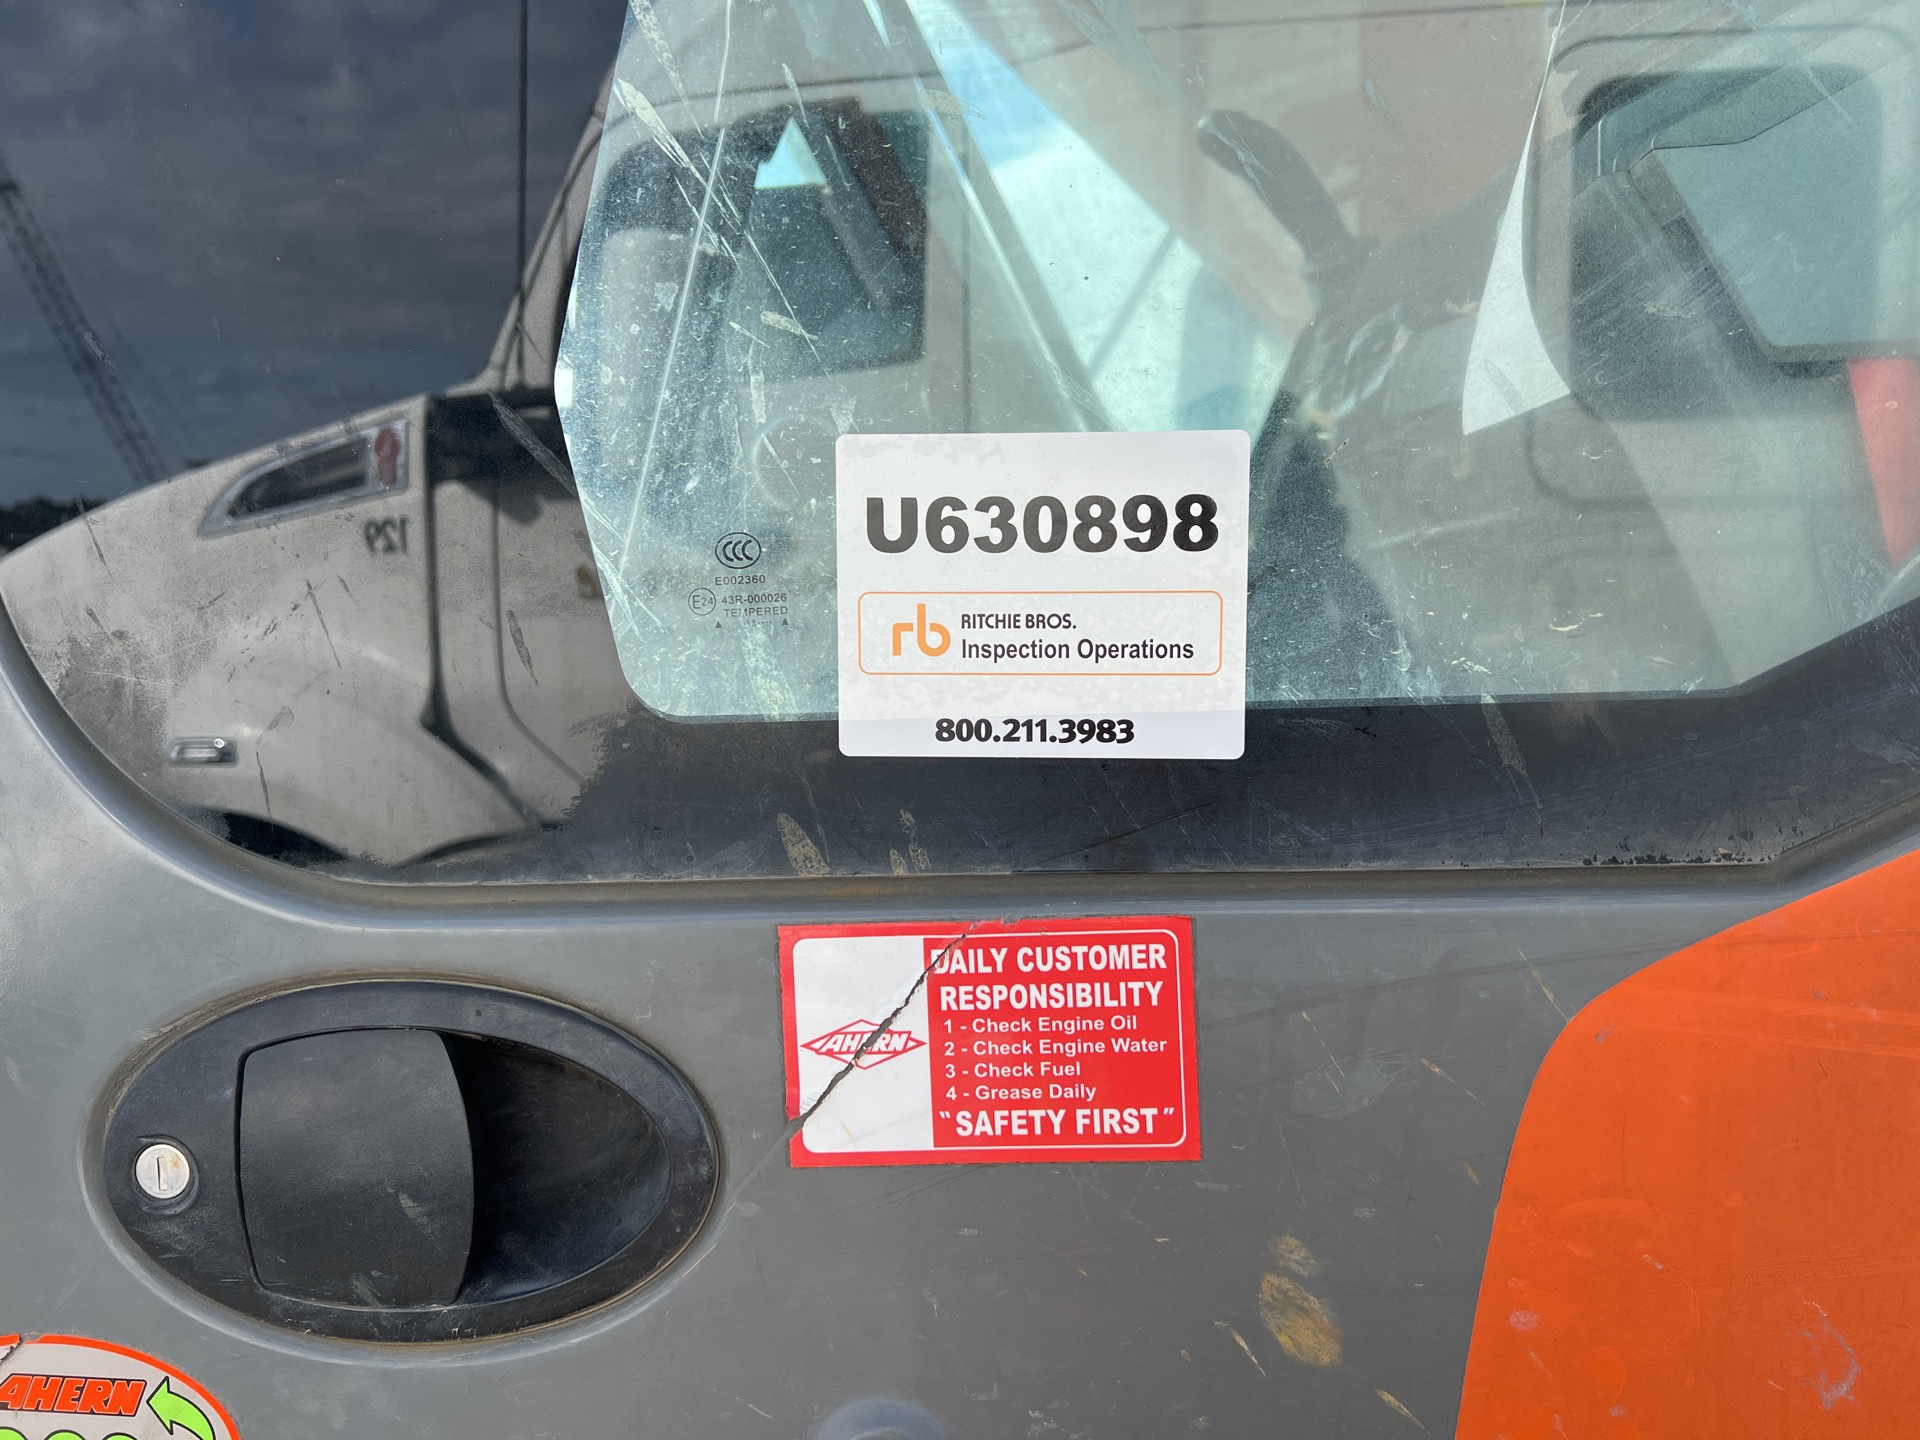 U630898
rb RITCHIE BROS.
Inspection Operations
800.211.3983
CCC
E002360
E24 43R-000026
TEMPERED
129
DAILY CUSTOMER
RESPONSIBILITY
1 - Check Engine Oil
2 - Check Engine Water
3 - Check Fuel
4 - Grease Daily
"SAFETY FIRST"
AHERN
AHERN